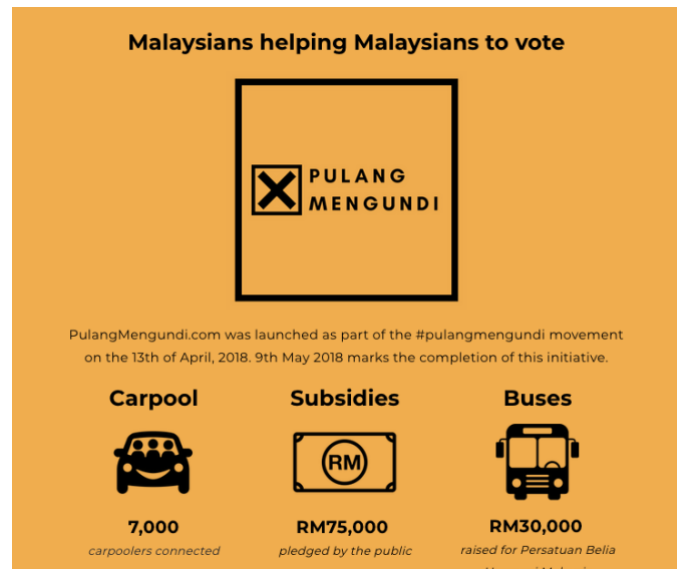 Malaysians helping Malaysians to vote
PULANG
MENGUNDI
PulangMengundi.com was launched as part of the #pulangmengundi movement
on the 13th of April, 2018. 9th May 2018 marks the completion of this initiative.
Carpool
Subsidies
Buses
RM
7,000
RM75,000
RM30,000
carpoolers connected
pledged by the public
raised for Persatuan Belia